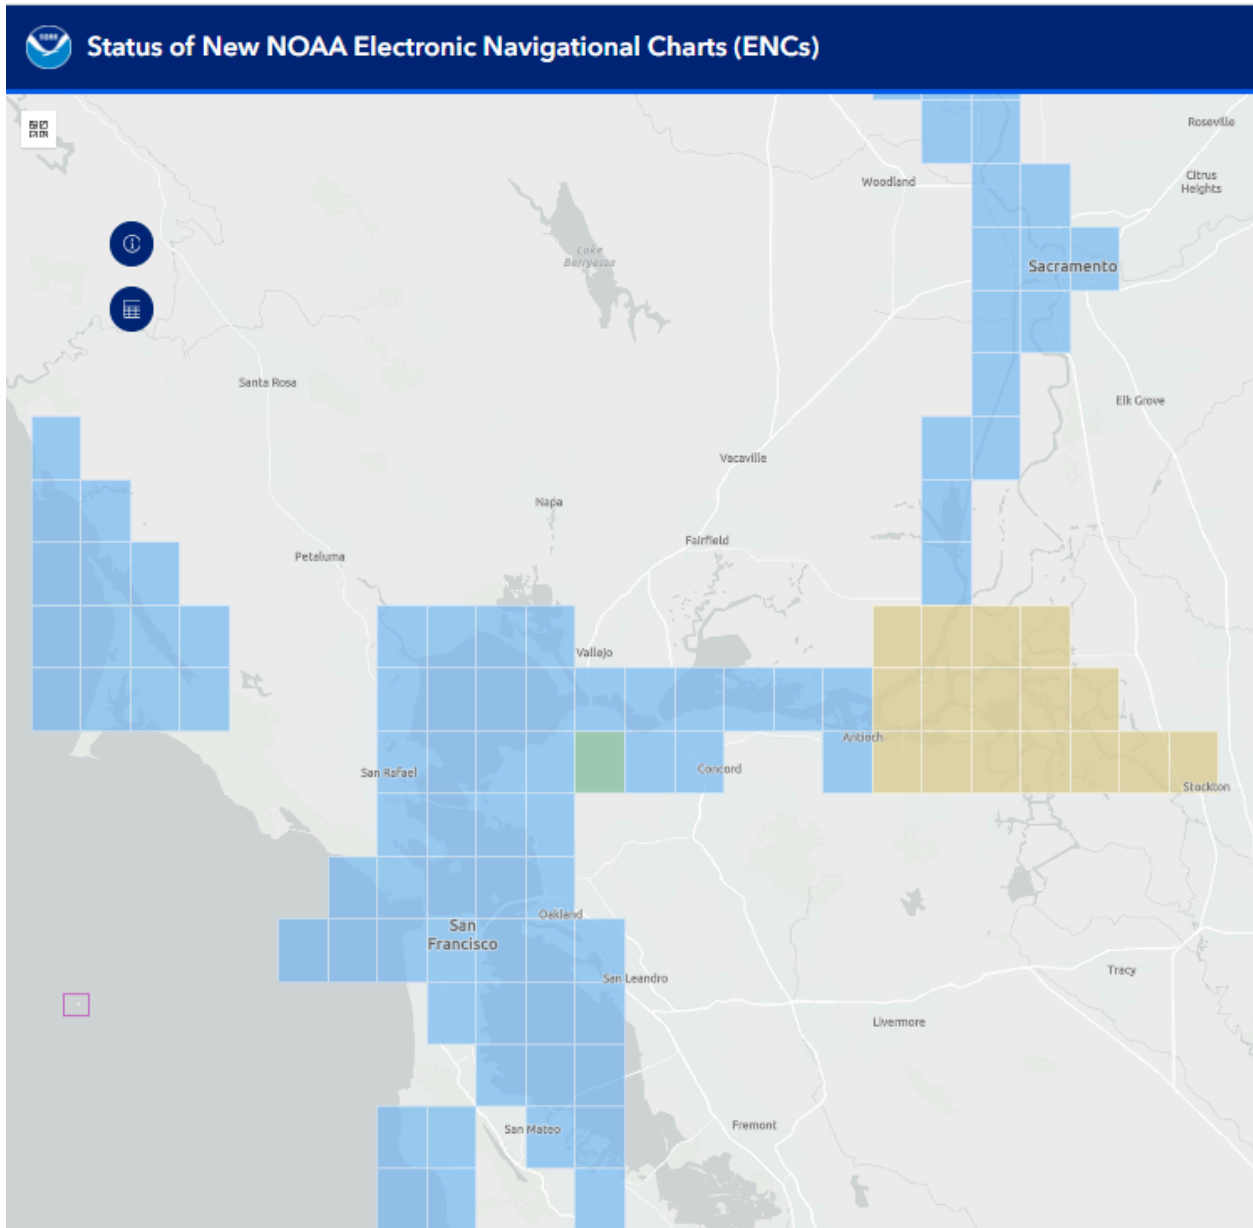 NOAA
Status of New NOAA Electronic Navigational Charts (ENCs)
Roseville
Woodland
Citrus
Heights
Lake
Berryessa
Sacramento
Santa Rosa
Elk Grove
Vacaville
Napa
Fairfield
Petaluma
Vallejo
Antioch
San Rafael
Concord
Stockton
Oakland
San
Francisco
San Leandro
Tracy
Livermore
San Mateo
Fremont